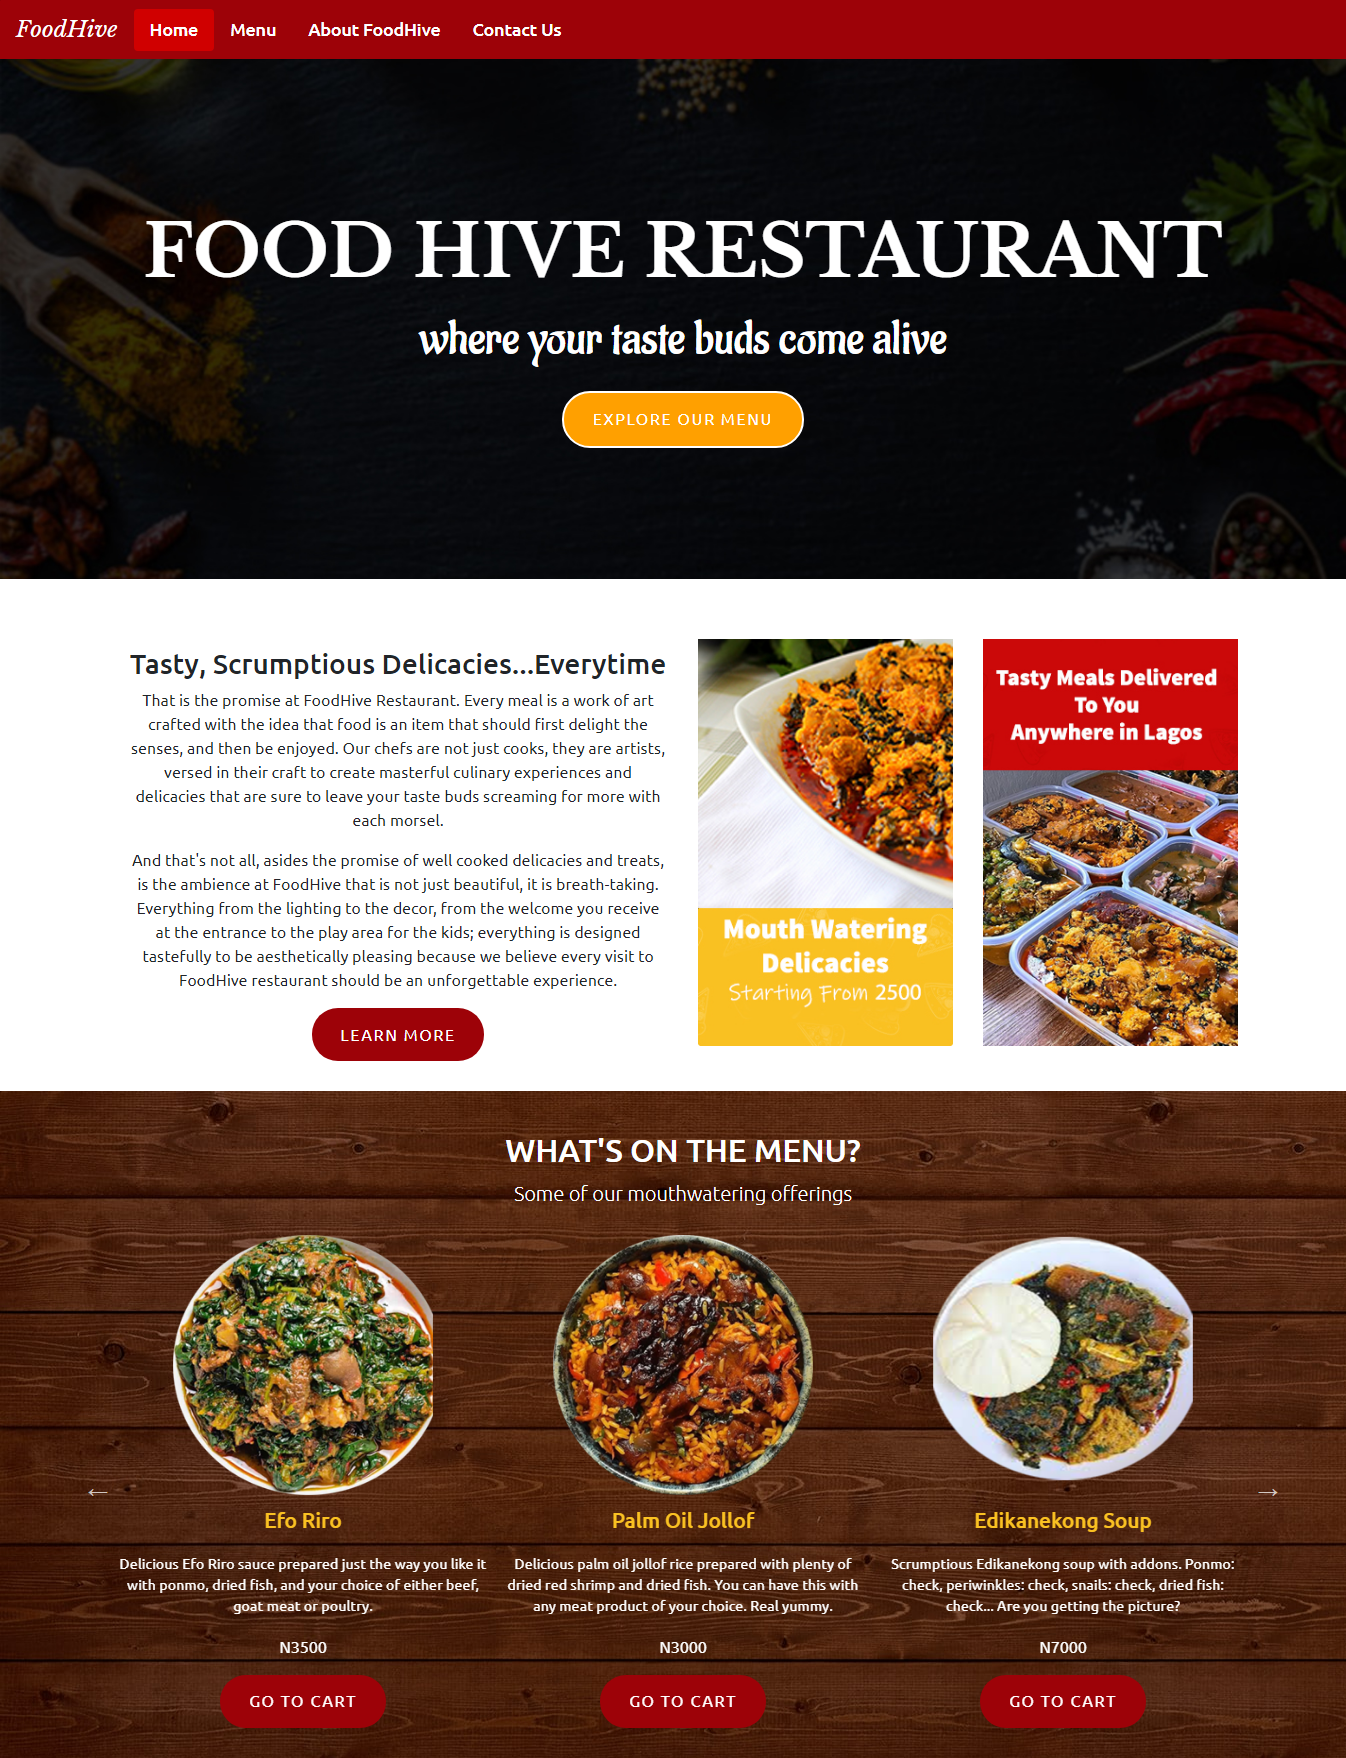 FoodHive
Home
Menu
About FoodHive
Contact Us
FOOD HIVE RESTAURANT
where your taste buds come alive
EXPLORE OUR MENU
Tasty, Scrumptious Delicacies...Everytime
That is the promise at FoodHive Restaurant. Every meal is a work of art
crafted with the idea that food is an item that should first delight the
senses, and then be enjoyed. Our chefs are not just cooks, they are artists,
versed in their craft to create masterful culinary experiences and
delicacies that are sure to leave your taste buds screaming for more with
each morsel.
And that's not all, asides the promise of well cooked delicacies and treats,
is the ambience at FoodHive that is not just beautiful, it is breath-taking.
Everything from the lighting to the decor, from the welcome you receive
at the entrance to the play area for the kids; everything is designed
tastefully to be aesthetically pleasing because we believe every visit to
FoodHive restaurant should be an unforgettable experience.
LEARN MORE
Mouth Watering
Delicacies
Starting From 2500
Tasty Meals Delivered
To You
Anywhere in Lagos
WHAT'S ON THE MENU?
Some of our mouthwatering offerings
←
→
Efo Riro
Delicious Efo Riro sauce prepared just the way you like it
with ponmo, dried fish, and your choice of either beef,
goat meat or poultry.
N3500
GO TO CART
Palm Oil Jollof
Delicious palm oil jollof rice prepared with plenty of
dried red shrimp and dried fish. You can have this with
any meat product of your choice. Real yummy.
N3000
GO TO CART
Edikanekong Soup
Scrumptious Edikanekong soup with addons. Ponmo:
check, periwinkles: check, snails: check, dried fish:
check... Are you getting the picture?
N7000
GO TO CART